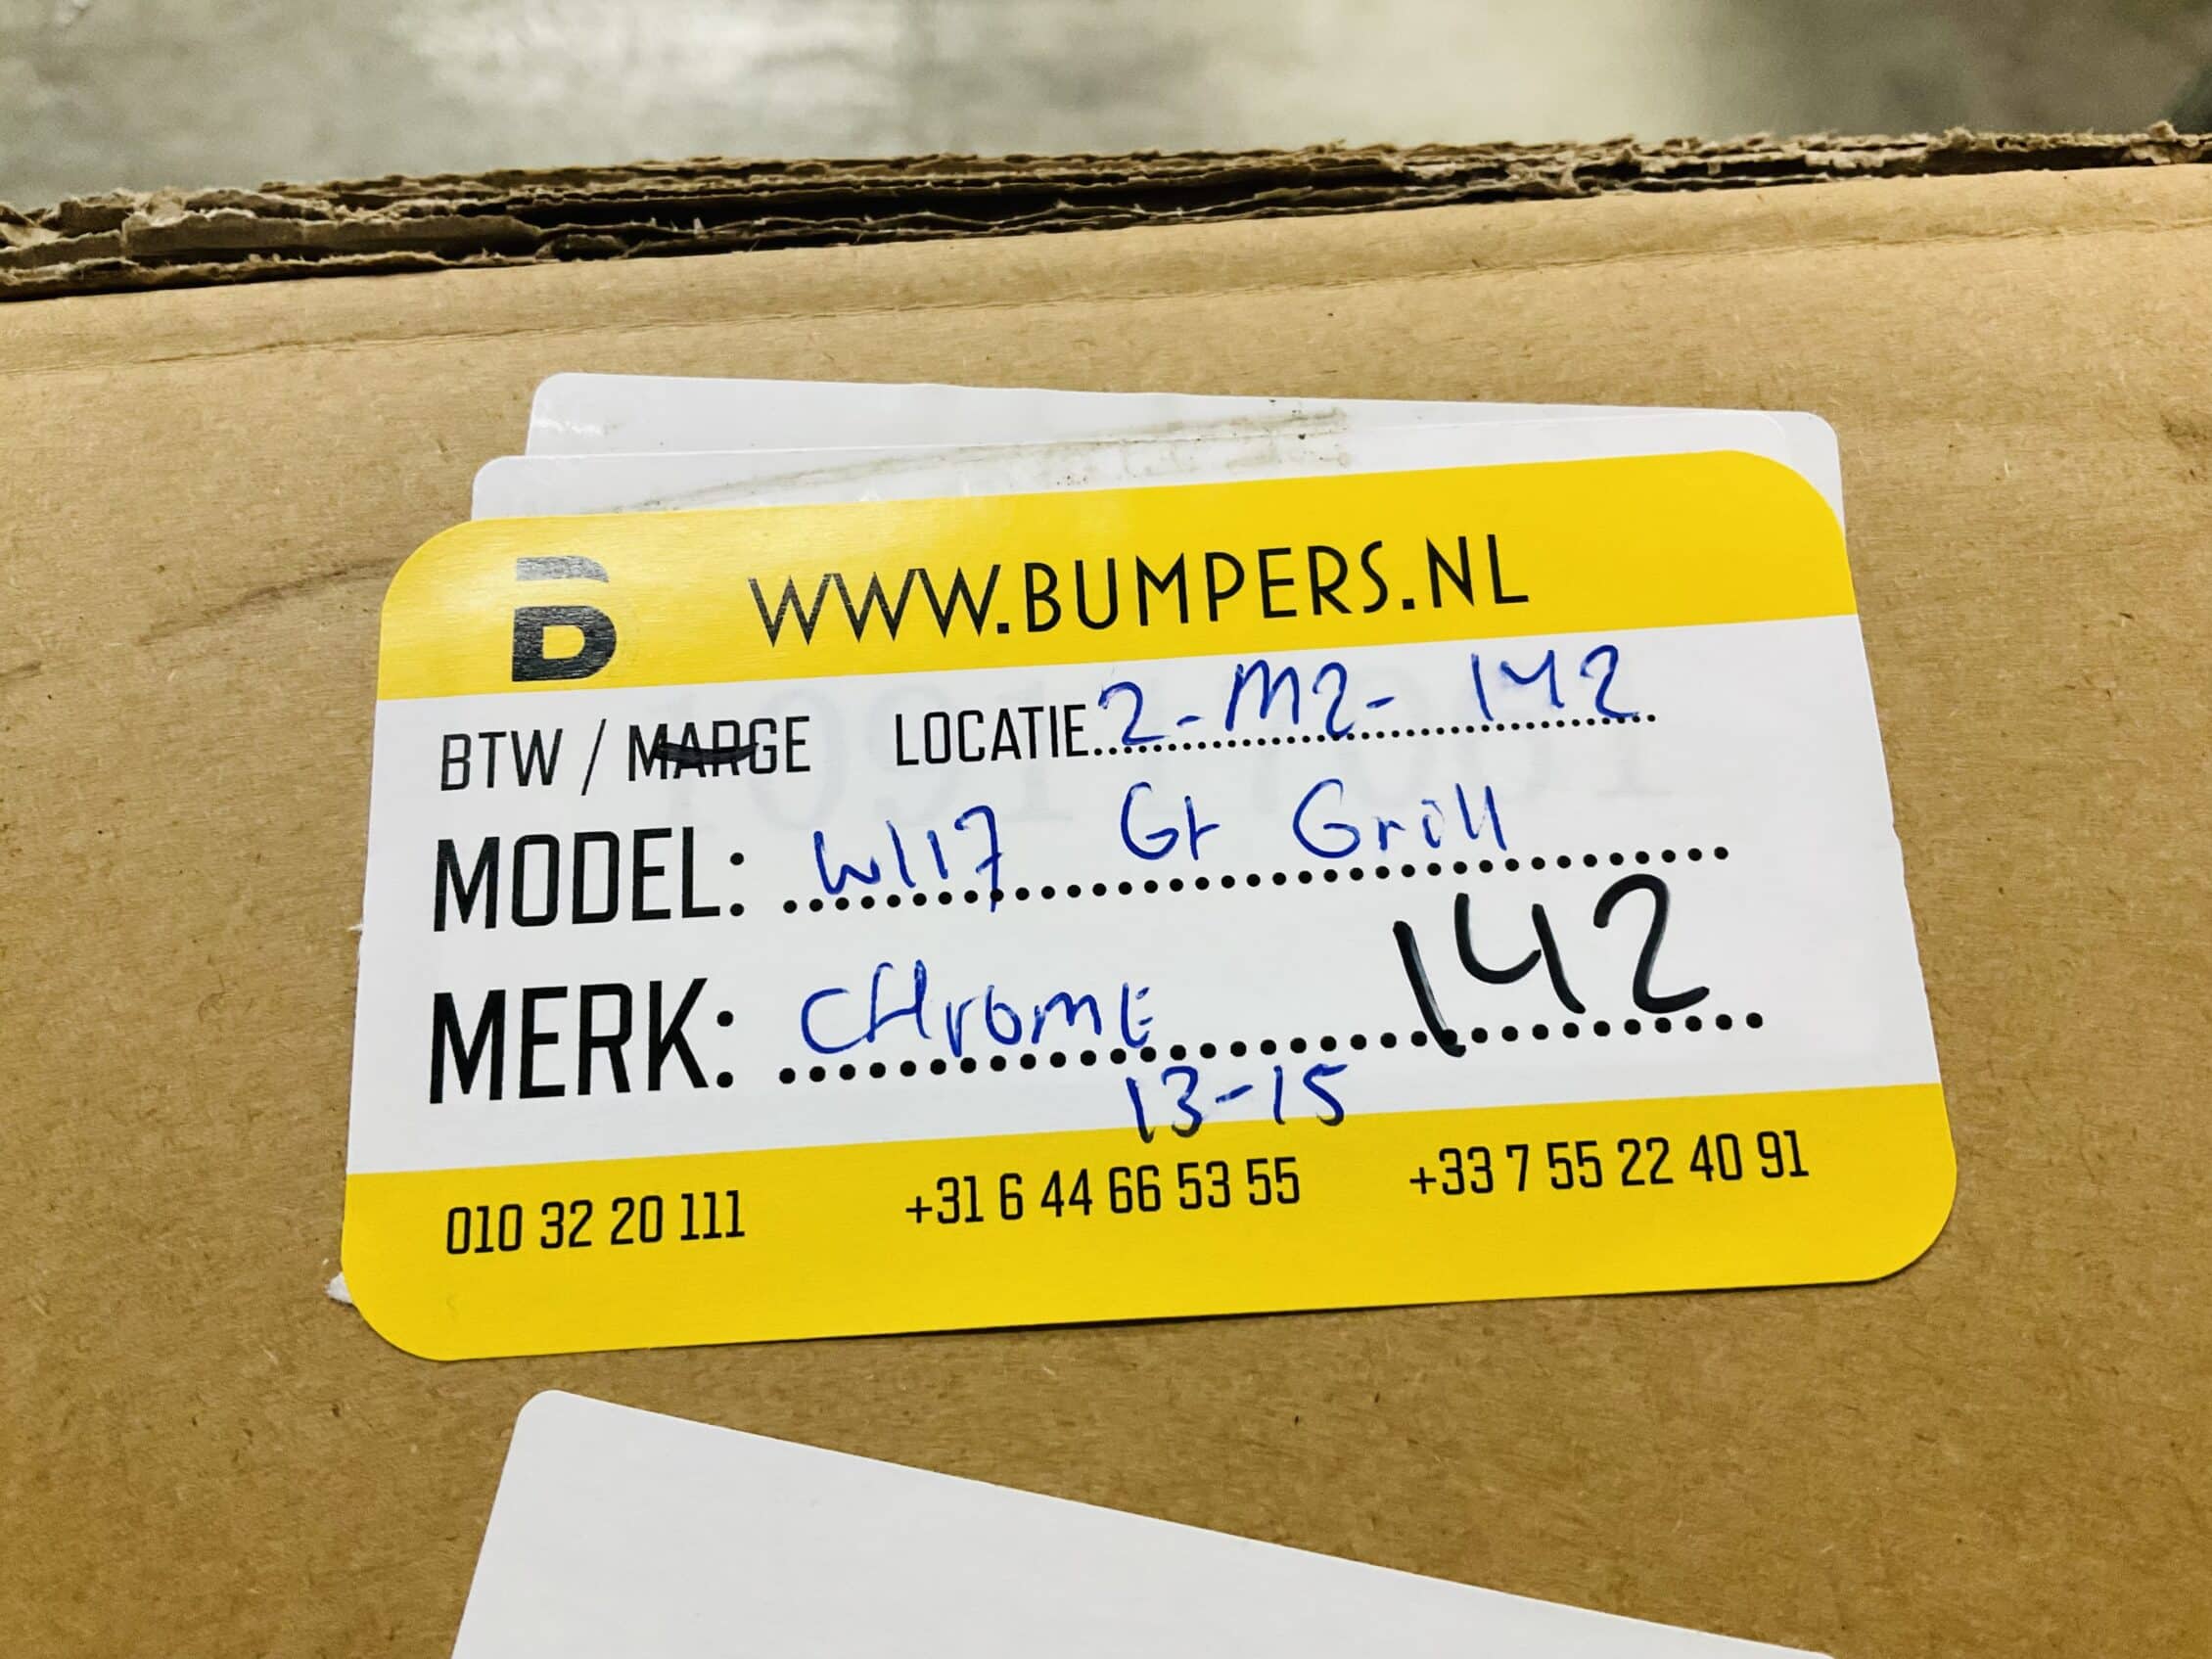 B WWW.BUMPERS.NL
BTW / MARGE LOCATIE 2-M2-142
MODEL: W117 Gt Grill
MERK: CHrome 142
13-15
010 32 20 111 +31 6 44 66 53 55 +33 7 55 22 40 91